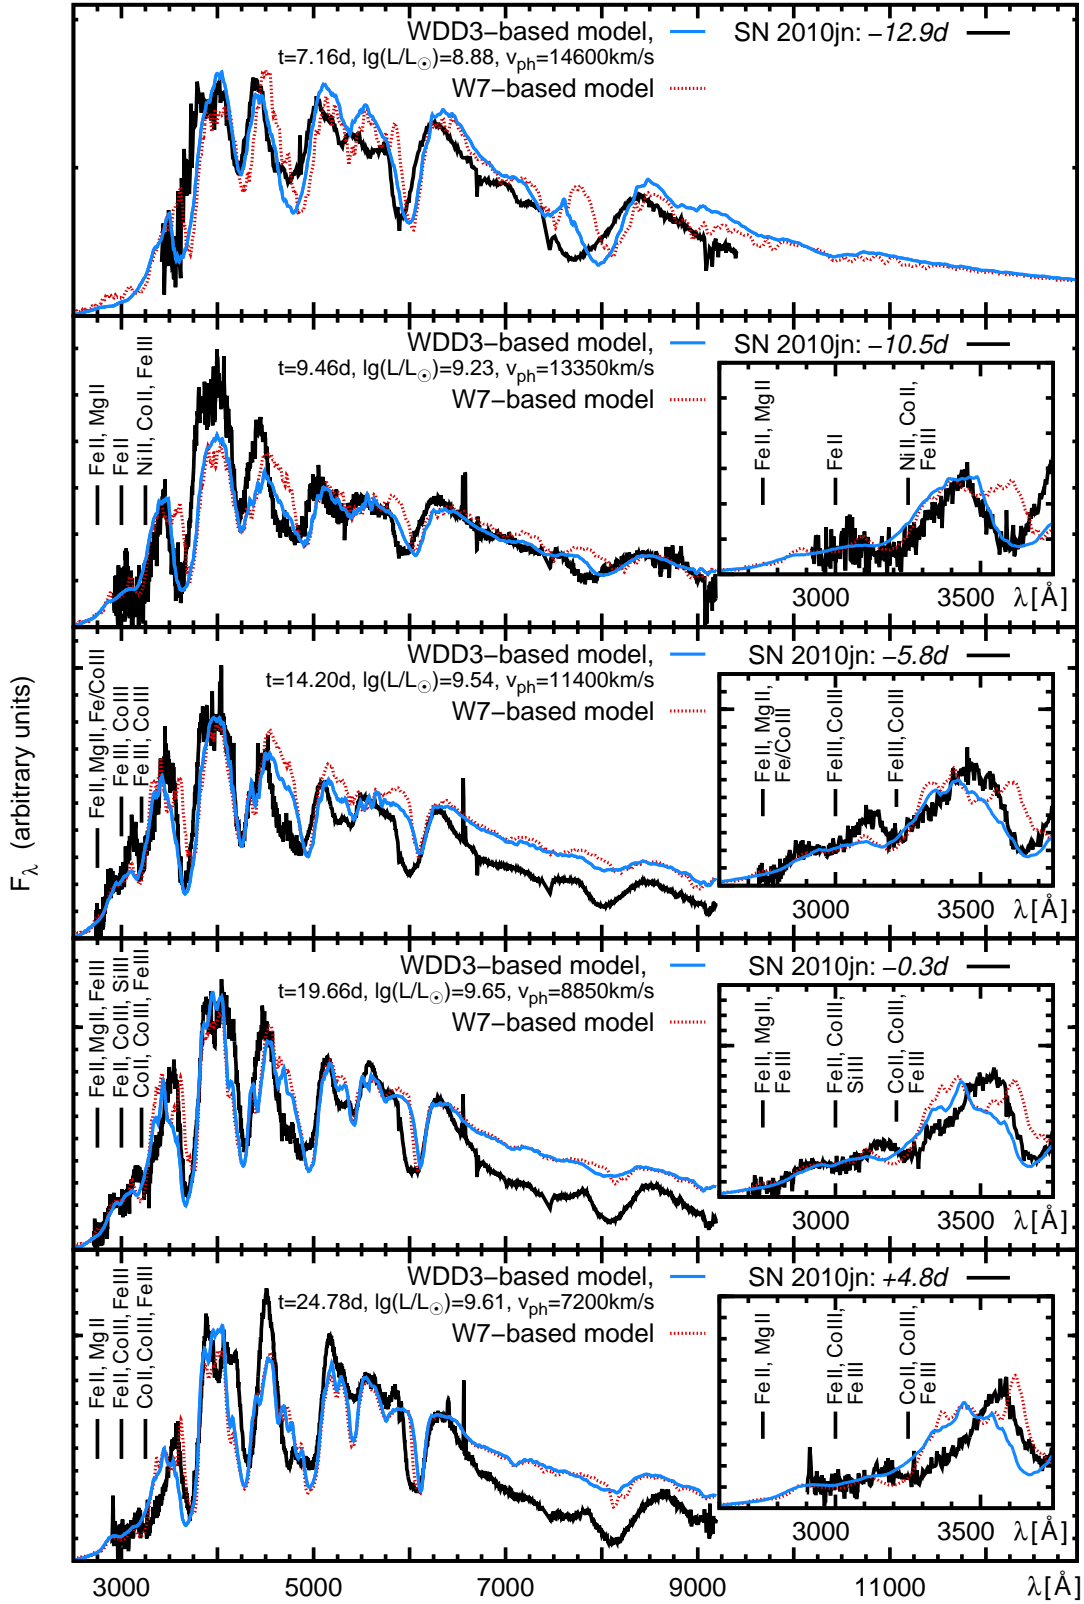 WDD3−based model, SN 2010jn: −12.9d
t=7.16d, lg(L/L☉)=8.88, vph=14600km/s
W7−based model
WDD3−based model, SN 2010jn: −10.5d
t=9.46d, lg(L/L☉)=9.23, vph=13350km/s
W7−based model
Fe II, Mg II
Fe II
Ni II, Co II, Fe III
Fe II, Mg II
Fe II
Ni II, Co II,
Fe III
3000 3500 λ[Å]
WDD3−based model, SN 2010jn: −5.8d
t=14.20d, lg(L/L☉)=9.54, vph=11400km/s
W7−based model
Fe II, Mg II, Fe/Co III
Fe III, Co III
Fe III, Co III
Fe II, Mg II,
Fe/Co III
Fe III, Co III
Fe III, Co III
3000 3500 λ[Å]
Fλ (arbitrary units)
WDD3−based model, SN 2010jn: −0.3d
t=19.66d, lg(L/L☉)=9.65, vph=8850km/s
W7−based model
Fe II, Mg II, Fe III
Fe II, Co III, Si III
Co II, Co III, Fe III
Fe II, Mg II,
Fe III
Fe II, Co III,
Si III
Co II, Co III,
Fe III
3000 3500 λ[Å]
WDD3−based model, SN 2010jn: +4.8d
t=24.78d, lg(L/L☉)=9.61, vph=7200km/s
W7−based model
Fe II, Mg II
Fe II, Co III, Fe III
Co II, Co III, Fe III
Fe II, Mg II
Fe II, Co III,
Fe III
Co II, Co III,
Fe III
3000 3500 λ[Å]
3000 5000 7000 9000 11000 λ[Å]